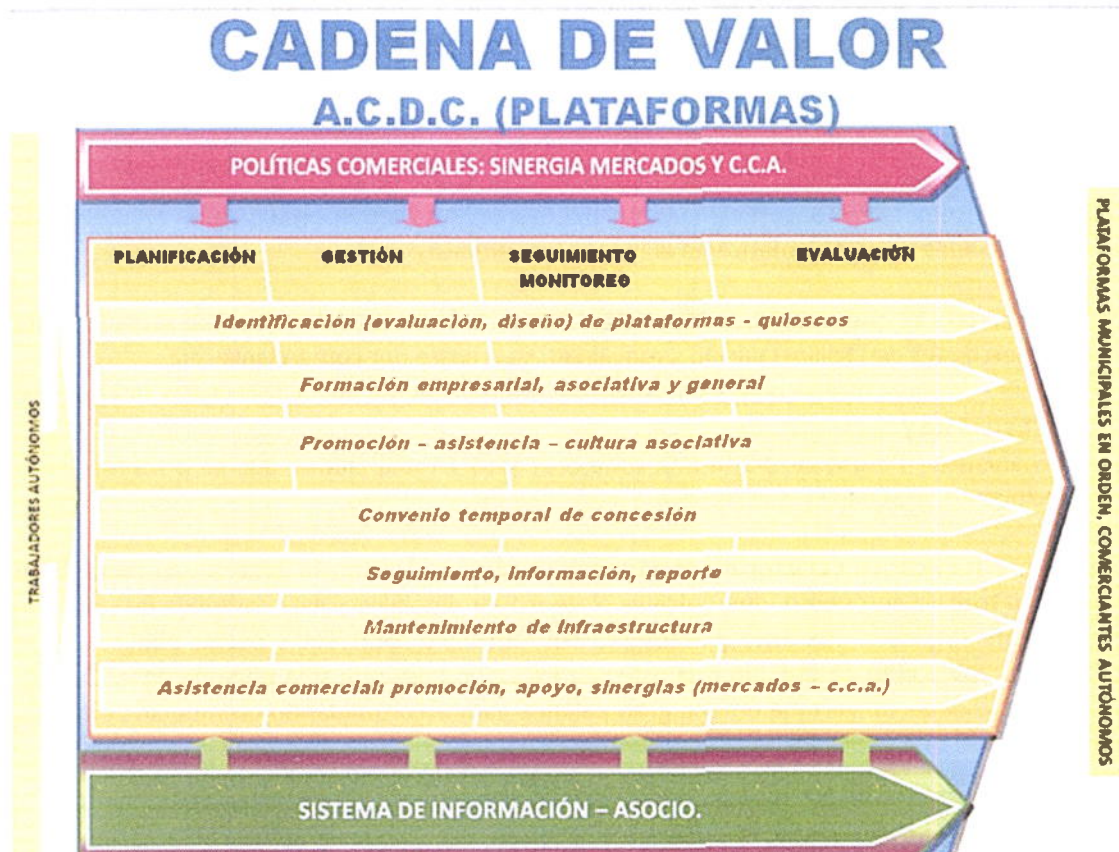 CADENA DE VALOR
A.C.D.C. (PLATAFORMAS)
POLÍTICAS COMERCIALES: SINERGIA MERCADOS Y C.C.A.
TRABAJADORES AUTÓNOMOS
PLANIFICACIÓN
GESTIÓN
SEGUIMIENTO
MONITOREO
EVALUACIÓN
Identificación (evaluación, diseño) de plataformas - quioscos
Formación empresarial, asociativa y general
Promoción – asistencia – cultura asociativa
Convenio temporal de concesión
Seguimiento, información, reporte
Mantenimiento de infraestructura
Asistencia comercial: promoción, apoyo, sinergias (mercados – c.c.a.)
SISTEMA DE INFORMACIÓN – ASOCIO.
PLATAFORMAS MUNICIPALES EN ORDEN, COMERCIANTES AUTÓNOMOS